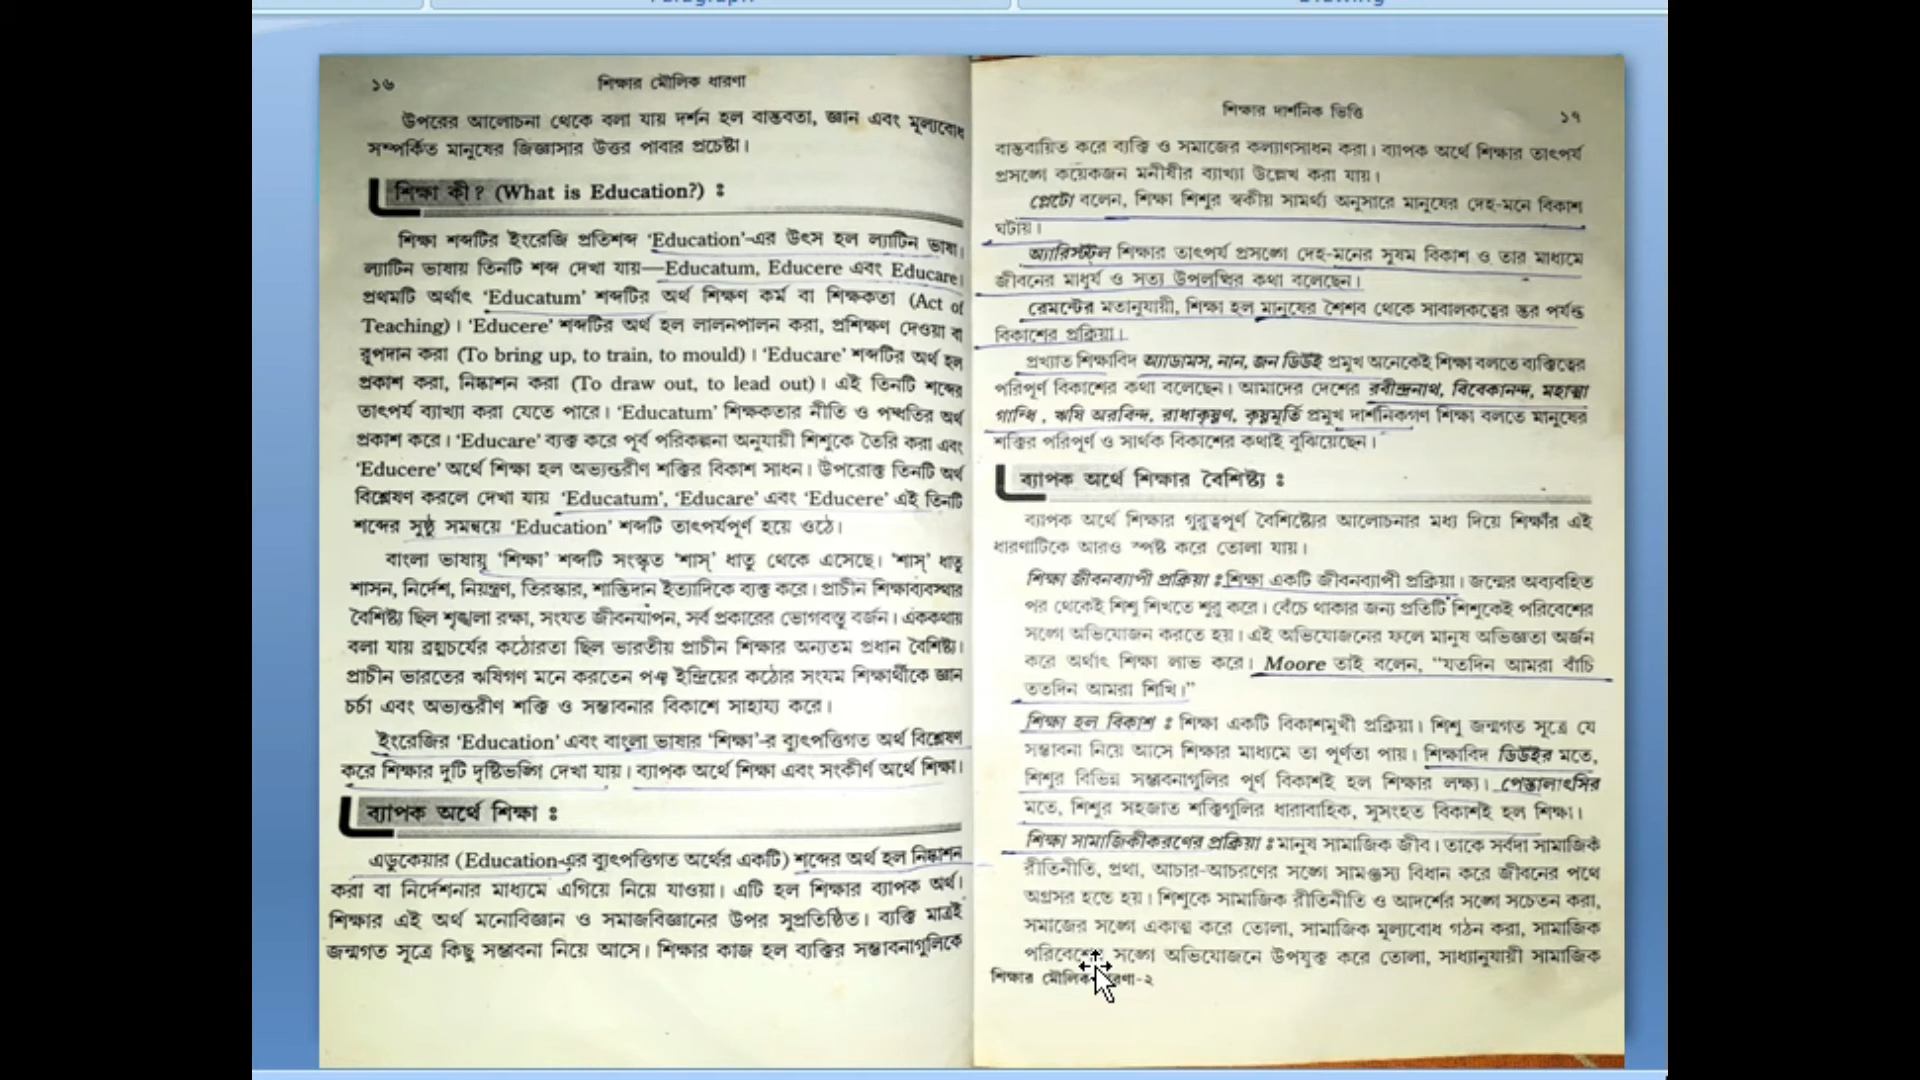 ১৬
শিক্ষার মৌলিক ধারণা
উপরের আলোচনা থেকে বলা যায় দর্শন হল বাস্তবতা, জ্ঞান এবং মূল্যবোধ
সম্পর্কিত মানুষের জিজ্ঞাসার উত্তর পাবার প্রচেষ্টা।
শিক্ষা কী? (What is Education?) ঃ
শিক্ষা শব্দটির ইংরেজি প্রতিশব্দ ‘Education’-এর উৎস হল ল্যাটিন ভাষা।
ল্যাটিন ভাষায় তিনটি শব্দ দেখা যায়—Educatum, Educere এবং Educare।
প্রথমটি অর্থাৎ ‘Educatum’ শব্দটির অর্থ শিক্ষণ কর্ম বা শিক্ষকতা (Act of
Teaching)। ‘Educere’ শব্দটির অর্থ হল লালনপালন করা, প্রশিক্ষণ দেওয়া বা
রূপদান করা (To bring up, to train, to mould)। ‘Educare’ শব্দটির অর্থ হল
প্রকাশ করা, নিষ্কাশন করা (To draw out, to lead out)। এই তিনটি শব্দের
তাৎপর্য ব্যাখ্যা করা যেতে পারে। ‘Educatum’ শিক্ষকতার নীতি ও পদ্ধতির অর্থ
প্রকাশ করে। ‘Educare’ ব্যক্ত করে পূর্ব পরিকল্পনা অনুযায়ী শিশুকে তৈরি করা এবং
‘Educere’ অর্থে শিক্ষা হল অভ্যন্তরীণ শক্তির বিকাশ সাধন। উপরোক্ত তিনটি অর্থ
বিশ্লেষণ করলে দেখা যায় ‘Educatum’, ‘Educare’ এবং ‘Educere’ এই তিনটি
শব্দের সুষ্ঠু সমন্বয়ে ‘Education’ শব্দটি তাৎপর্যপূর্ণ হয়ে ওঠে।
বাংলা ভাষায় ‘শিক্ষা’ শব্দটি সংস্কৃত ‘শাস্’ ধাতু থেকে এসেছে। ‘শাস্’ ধাতু
শাসন, নির্দেশ, নিয়ন্ত্রণ, তিরস্কার, শাস্তিদান ইত্যাদিকে ব্যক্ত করে। প্রাচীন শিক্ষাব্যবস্থার
বৈশিষ্ট্য ছিল শৃঙ্খলা রক্ষা, সংযত জীবনযাপন, সর্ব প্রকারের ভোগবস্তু বর্জন। এককথায়
বলা যায় ব্রহ্মচর্যের কঠোরতা ছিল ভারতীয় প্রাচীন শিক্ষার অন্যতম প্রধান বৈশিষ্ট্য।
প্রাচীন ভারতের ঋষিগণ মনে করতেন পঞ্চ ইন্দ্রিয়ের কঠোর সংযম শিক্ষার্থীকে জ্ঞান
চর্চা এবং অভ্যন্তরীণ শক্তি ও সম্ভাবনার বিকাশে সাহায্য করে।
ইংরেজির ‘Education’ এবং বাংলা ভাষার ‘শিক্ষা’-র ব্যুৎপত্তিগত অর্থ বিশ্লেষণ
করে শিক্ষার দুটি দৃষ্টিভঙ্গি দেখা যায়। ব্যাপক অর্থে শিক্ষা এবং সংকীর্ণ অর্থে শিক্ষা।
ব্যাপক অর্থে শিক্ষা ঃ
এডুকেয়ার (Education-এর ব্যুৎপত্তিগত অর্থের একটি) শব্দের অর্থ হল নিষ্কাশন
করা বা নির্দেশনার মাধ্যমে এগিয়ে নিয়ে যাওয়া। এটি হল শিক্ষার ব্যাপক অর্থ।
শিক্ষার এই অর্থ মনোবিজ্ঞান ও সমাজবিজ্ঞানের উপর সুপ্রতিষ্ঠিত। ব্যক্তি মাত্রই
জন্মগত সূত্রে কিছু সম্ভাবনা নিয়ে আসে। শিক্ষার কাজ হল ব্যক্তির সম্ভাবনাগুলিকে
শিক্ষার দার্শনিক ভিত্তি
১৭
বাস্তবায়িত করে ব্যক্তি ও সমাজের কল্যাণসাধন করা। ব্যাপক অর্থে শিক্ষার তাৎপর্য
প্রসঙ্গে কয়েকজন মনীষীর ব্যাখ্যা উল্লেখ করা যায়।
প্লেটো বলেন, শিক্ষা শিশুর স্বকীয় সামর্থ্য অনুসারে মানুষের দেহ-মনে বিকাশ
ঘটায়।
অ্যারিস্টটল শিক্ষার তাৎপর্য প্রসঙ্গে দেহ-মনের সুষম বিকাশ ও তার মাধ্যমে
জীবনের মাধুর্য ও সত্য উপলব্ধির কথা বলেছেন।
রেমন্টের মতানুযায়ী, শিক্ষা হল মানুষের শৈশব থেকে সাবালকত্বের স্তর পর্যন্ত
বিকাশের প্রক্রিয়া।
প্রখ্যাত শিক্ষাবিদ অ্যাডামস, নান, জন ডিউই প্রমুখ অনেকেই শিক্ষা বলতে ব্যক্তিত্বের
পরিপূর্ণ বিকাশের কথা বলেছেন। আমাদের দেশের রবীন্দ্রনাথ, বিবেকানন্দ, মহাত্মা
গান্ধি, ঋষি অরবিন্দ, রাধাকৃষ্ণণ, কৃষ্ণমূর্তি প্রমুখ দার্শনিকগণ শিক্ষা বলতে মানুষের
শক্তির পরিপূর্ণ ও সার্থক বিকাশের কথাই বুঝিয়েছেন।
ব্যাপক অর্থে শিক্ষার বৈশিষ্ট্য ঃ
ব্যাপক অর্থে শিক্ষার গুরুত্বপূর্ণ বৈশিষ্ট্যের আলোচনার মধ্য দিয়ে শিক্ষার এই
ধারণাটিকে আরও স্পষ্ট করে তোলা যায়।
শিক্ষা জীবনব্যাপী প্রক্রিয়া ঃ শিক্ষা একটি জীবনব্যাপী প্রক্রিয়া। জন্মের অব্যবহিত
পর থেকেই শিশু শিখতে শুরু করে। বেঁচে থাকার জন্য প্রতিটি শিশুকেই পরিবেশের
সঙ্গে অভিযোজন করতে হয়। এই অভিযোজনের ফলে মানুষ অভিজ্ঞতা অর্জন
করে অর্থাৎ শিক্ষা লাভ করে। Moore তাই বলেন, “যতদিন আমরা বাঁচি
ততদিন আমরা শিখি।”
শিক্ষা হল বিকাশ ঃ শিক্ষা একটি বিকাশমুখী প্রক্রিয়া। শিশু জন্মগত সূত্রে যে
সম্ভাবনা নিয়ে আসে শিক্ষার মাধ্যমে তা পূর্ণতা পায়। শিক্ষাবিদ ডিউইর মতে,
শিশুর বিভিন্ন সম্ভাবনাগুলির পূর্ণ বিকাশই হল শিক্ষার লক্ষ্য। পেস্তালাৎসির
মতে, শিশুর সহজাত শক্তিগুলির ধারাবাহিক, সুসংহত বিকাশই হল শিক্ষা।
শিক্ষা সামাজিকীকরণের প্রক্রিয়া ঃ মানুষ সামাজিক জীব। তাকে সর্বদা সামাজিক
রীতিনীতি, প্রথা, আচার-আচরণের সঙ্গে সামঞ্জস্য বিধান করে জীবনের পথে
অগ্রসর হতে হয়। শিশুকে সামাজিক রীতিনীতি ও আদর্শের সঙ্গে সচেতন করা,
সমাজের সঙ্গে একাত্ম করে তোলা, সামাজিক মূল্যবোধ গঠন করা, সামাজিক
পরিবেশের সঙ্গে অভিযোজনে উপযুক্ত করে তোলা, সাধ্যানুযায়ী সামাজিক
শিক্ষার মৌলিক ধারণা-২